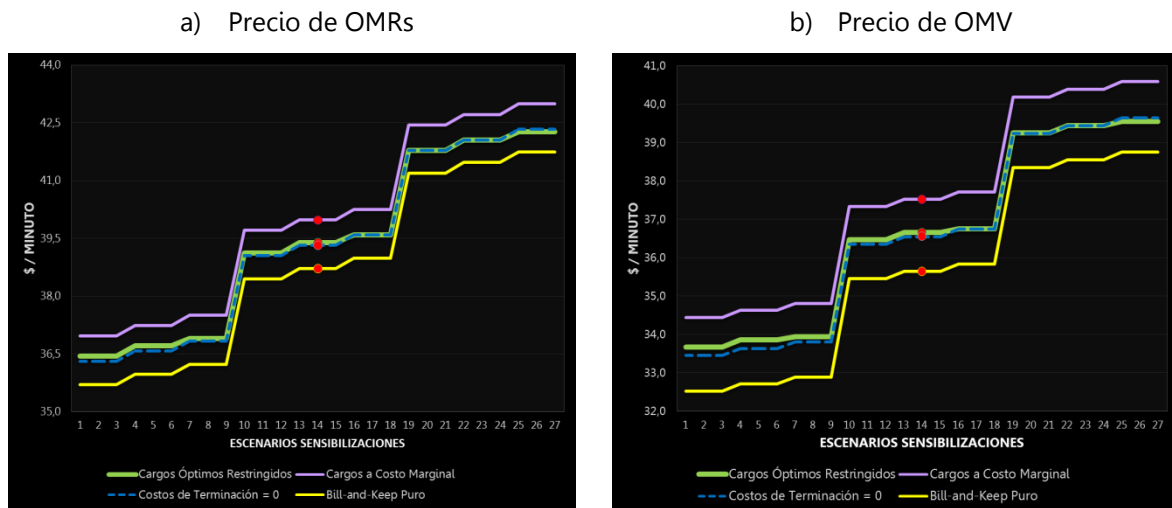 a) Precio de OMRs
44,0
42,5
41,0
39,5
38,0
36,5
35,0
$ / MINUTO
1 2 3 4 5 6 7 8 9 10 11 12 13 14 15 16 17 18 19 20 21 22 23 24 25 26 27
ESCENARIOS SENSIBILIZACIONES
Cargos Óptimos Restringidos Cargos a Costo Marginal
Costos de Terminación = 0 Bill-and-Keep Puro
b) Precio de OMV
41,0
40,0
39,0
38,0
37,0
36,0
35,0
34,0
33,0
32,0
$ / MINUTO
1 2 3 4 5 6 7 8 9 10 11 12 13 14 15 16 17 18 19 20 21 22 23 24 25 26 27
ESCENARIOS SENSIBILIZACIONES
Cargos Óptimos Restringidos Cargos a Costo Marginal
Costos de Terminación = 0 Bill-and-Keep Puro